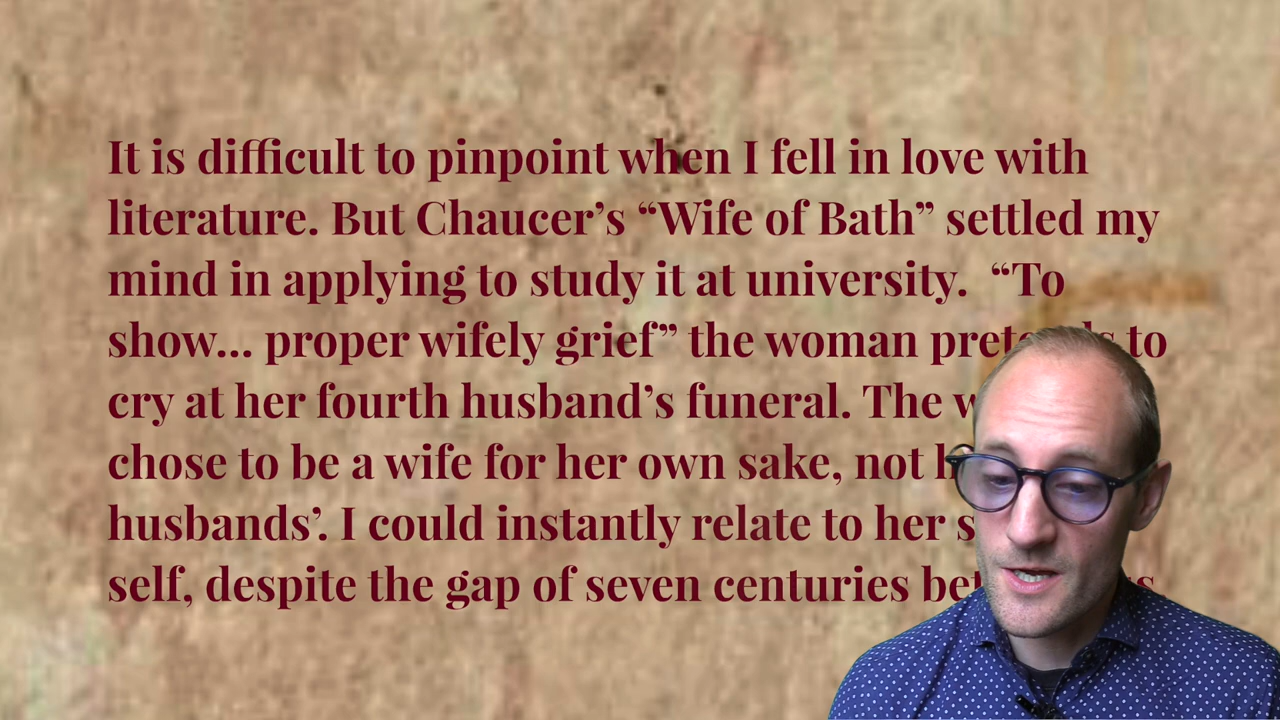 It is difficult to pinpoint when I fell in love with
literature. But Chaucer’s “Wife of Bath” settled my
mind in applying to study it at university.  “To
show... proper wifely grief” the woman pretends to
cry at her fourth husband’s funeral. The
chose to be a wife for her own sake, not
husbands’. I could instantly relate to her
self, despite the gap of seven centuries